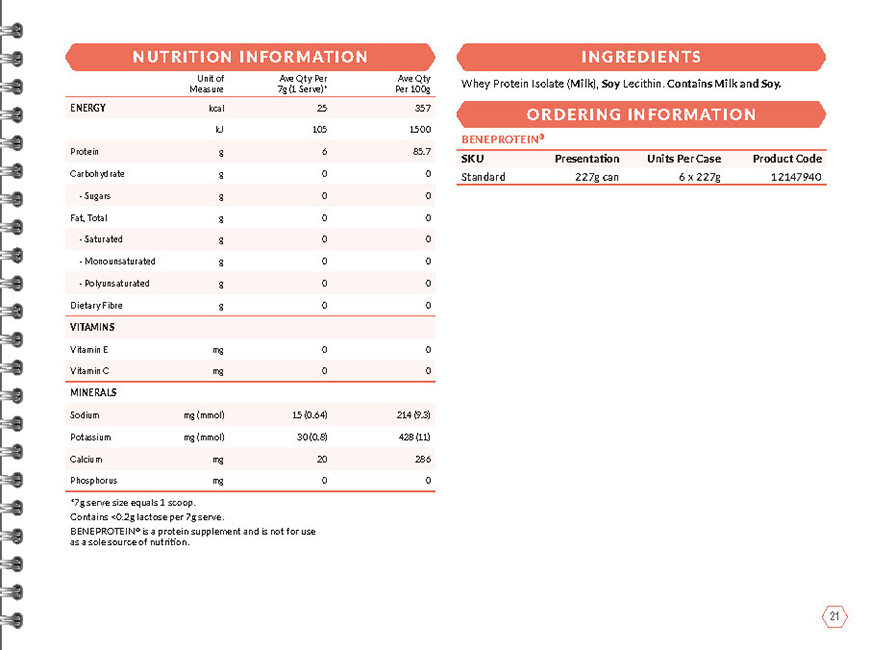 NUTRITION INFORMATION
Unit of Measure Ave Qty Per 7g (1 Serve)* Ave Qty Per 100g
ENERGY kcal 25 357
kJ 105 1500
Protein g 6 85.7
Carbohydrate g 0 0
- Sugars g 0 0
Fat, Total g 0 0
- Saturated g 0 0
- Monounsaturated g 0 0
- Polyunsaturated g 0 0
Dietary Fibre g 0 0
VITAMINS
Vitamin E mg 0 0
Vitamin C mg 0 0
MINERALS
Sodium mg (mmol) 15 (0.64) 214 (9.3)
Potassium mg (mmol) 30 (0.8) 428 (11)
Calcium mg 20 286
Phosphorus mg 0 0
*7g serve size equals 1 scoop.
Contains <0.2g lactose per 7g serve.
BENEPROTEIN® is a protein supplement and is not for use
as a sole source of nutrition.
INGREDIENTS
Whey Protein Isolate (Milk), Soy Lecithin. Contains Milk and Soy.
ORDERING INFORMATION
BENEPROTEIN®
SKU Presentation Units Per Case Product Code
Standard 227g can 6 x 227g 12147940
21